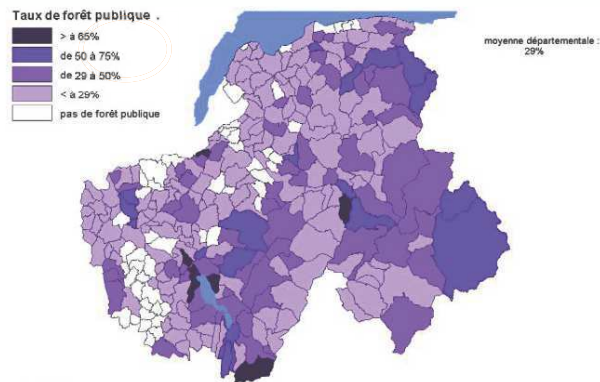 Taux de forêt publique .
> à 65%
de 50 à 75%
de 29 à 50%
< à 29%
pas de forêt publique
moyenne départementale :
29%